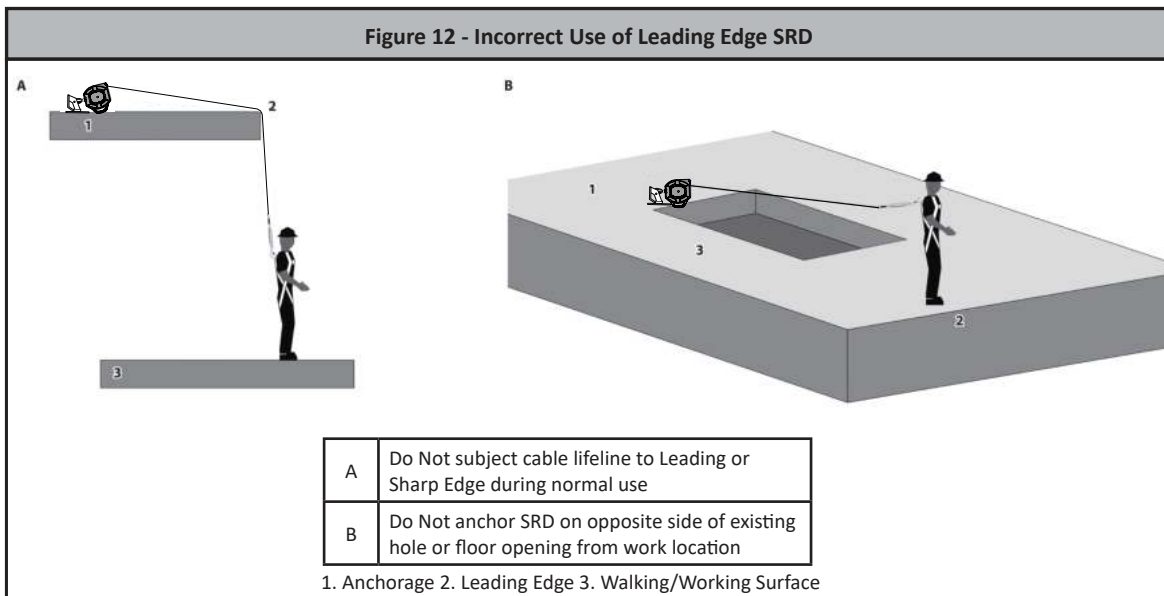 Figure 12 - Incorrect Use of Leading Edge SRD
A
1
2
3
B
1
3
2
A
Do Not subject cable lifeline to Leading or
Sharp Edge during normal use
B
Do Not anchor SRD on opposite side of existing
hole or floor opening from work location
1. Anchorage 2. Leading Edge 3. Walking/Working Surface